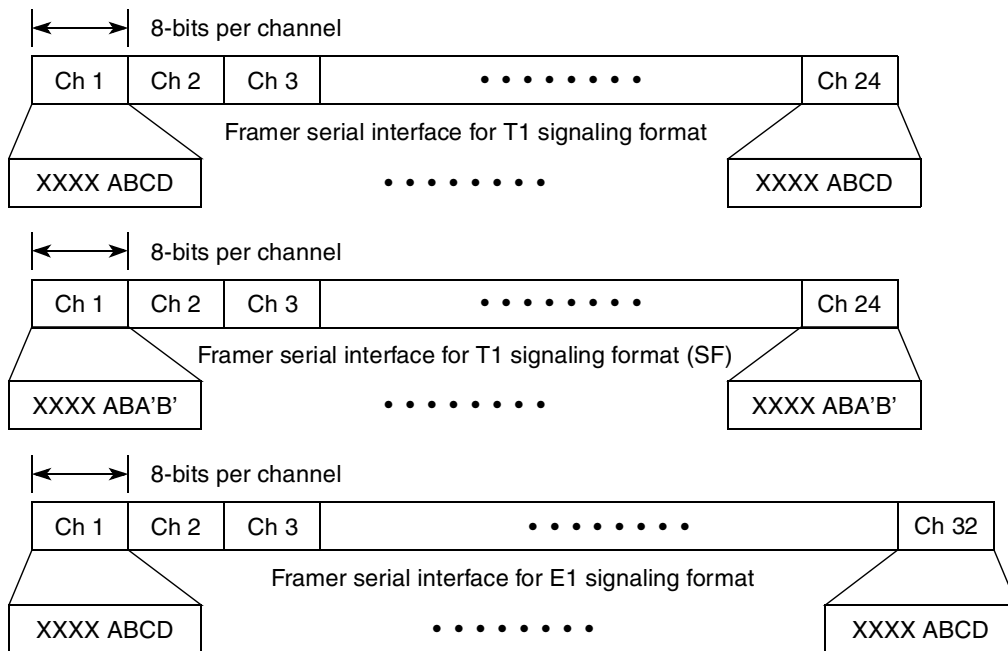 8-bits per channel
Ch 1 Ch 2 Ch 3 • • • • • • • • Ch 24
Framer serial interface for T1 signaling format
XXXX ABCD • • • • • • • • XXXX ABCD
8-bits per channel
Ch 1 Ch 2 Ch 3 • • • • • • • • Ch 24
Framer serial interface for T1 signaling format (SF)
XXXX ABA'B' • • • • • • • • XXXX ABA'B'
8-bits per channel
Ch 1 Ch 2 Ch 3 • • • • • • • • Ch 32
Framer serial interface for E1 signaling format
XXXX ABCD • • • • • • • • XXXX ABCD